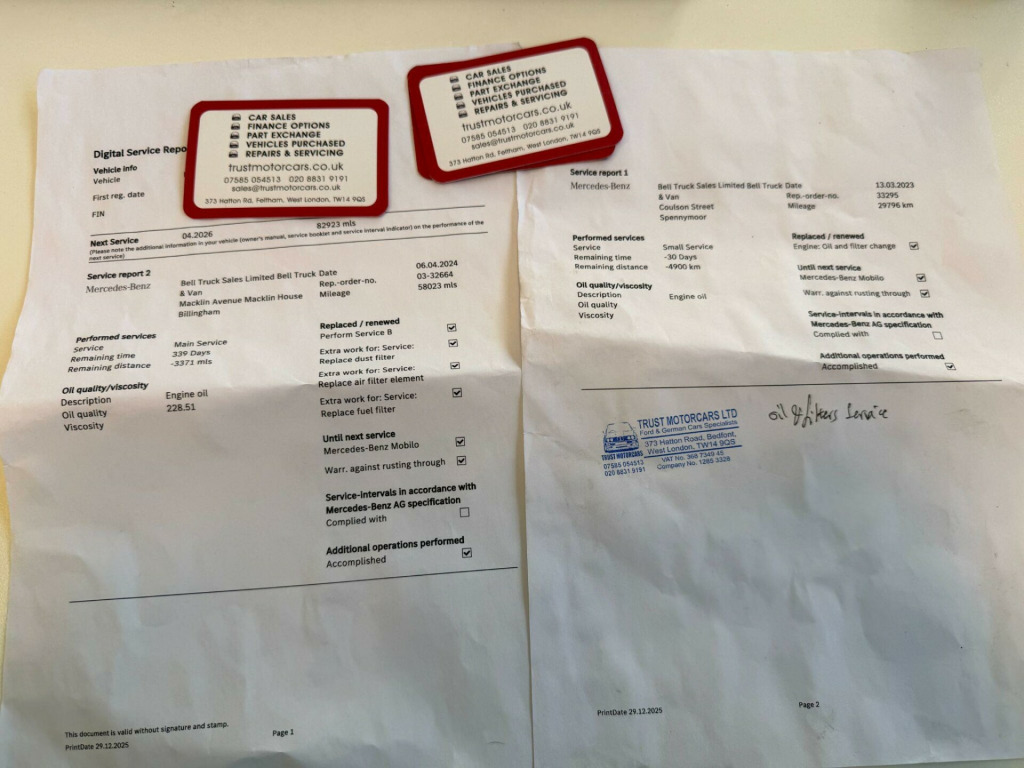 CAR SALES
FINANCE OPTIONS
PART EXCHANGE
VEHICLES PURCHASED
REPAIRS & SERVICING
trustmotorcars.co.uk
07585 054513 020 8831 9191
sales@trustmotorcars.co.uk
373 Hatton Rd, Feltham, West London, TW14 9QS
CAR SALES
FINANCE OPTIONS
PART EXCHANGE
VEHICLES PURCHASED
REPAIRS & SERVICING
trustmotorcars.co.uk
07585 054513 020 8831 9191
sales@trustmotorcars.co.uk
373 Hatton Rd, Feltham, West London, TW14 9QS
Digital Service Repo
Vehicle info
Vehicle
First reg. date
FIN
Next Service 04.2026 82923 mls
(Please note the additional information in your vehicle (owner's manual, service booklet and service interval indicator) on the performance of the
next service)
Service report 2
Mercedes-Benz
Bell Truck Sales Limited Bell Truck
& Van
Macklin Avenue Macklin House
Billingham
Date 06.04.2024
Rep.-order-no. 03-32664
Mileage 58023 mls
Performed services
Service Main Service
Remaining time 339 Days
Remaining distance -3371 mls
Oil quality/viscosity
Description Engine oil
Oil quality 228.51
Viscosity
Replaced / renewed
Perform Service B
Extra work for: Service:
Replace dust filter
Extra work for: Service:
Replace air filter element
Extra work for: Service:
Replace fuel filter
Until next service
Mercedes-Benz Mobilo
Warr. against rusting through
Service-intervals in accordance with
Mercedes-Benz AG specification
Complied with
Additional operations performed
Accomplished
This document is valid without signature and stamp.
PrintDate 29.12.2025
Page 1
Service report 1
Mercedes-Benz
Bell Truck Sales Limited Bell Truck
& Van
Coulson Street
Spennymoor
Date 13.03.2023
Rep.-order-no. 33295
Mileage 29796 km
Performed services
Service Small Service
Remaining time -30 Days
Remaining distance -4900 km
Oil quality/viscosity
Description Engine oil
Oil quality
Viscosity
Replaced / renewed
Engine: Oil and filter change
Until next service
Mercedes-Benz Mobilo
Warr. against rusting through
Service-intervals in accordance with
Mercedes-Benz AG specification
Complied with
Additional operations performed
Accomplished
TRUST MOTORCARS
07585 054513
020 8831 9191
TRUST MOTORCARS LTD
Ford & German Cars Specialists
373 Hatton Road, Bedfont,
West London, TW14 9QS
VAT No. 368 7349 45
Company No. 1285 3328
Oil & filters Service
PrintDate 29.12.2025
Page 2